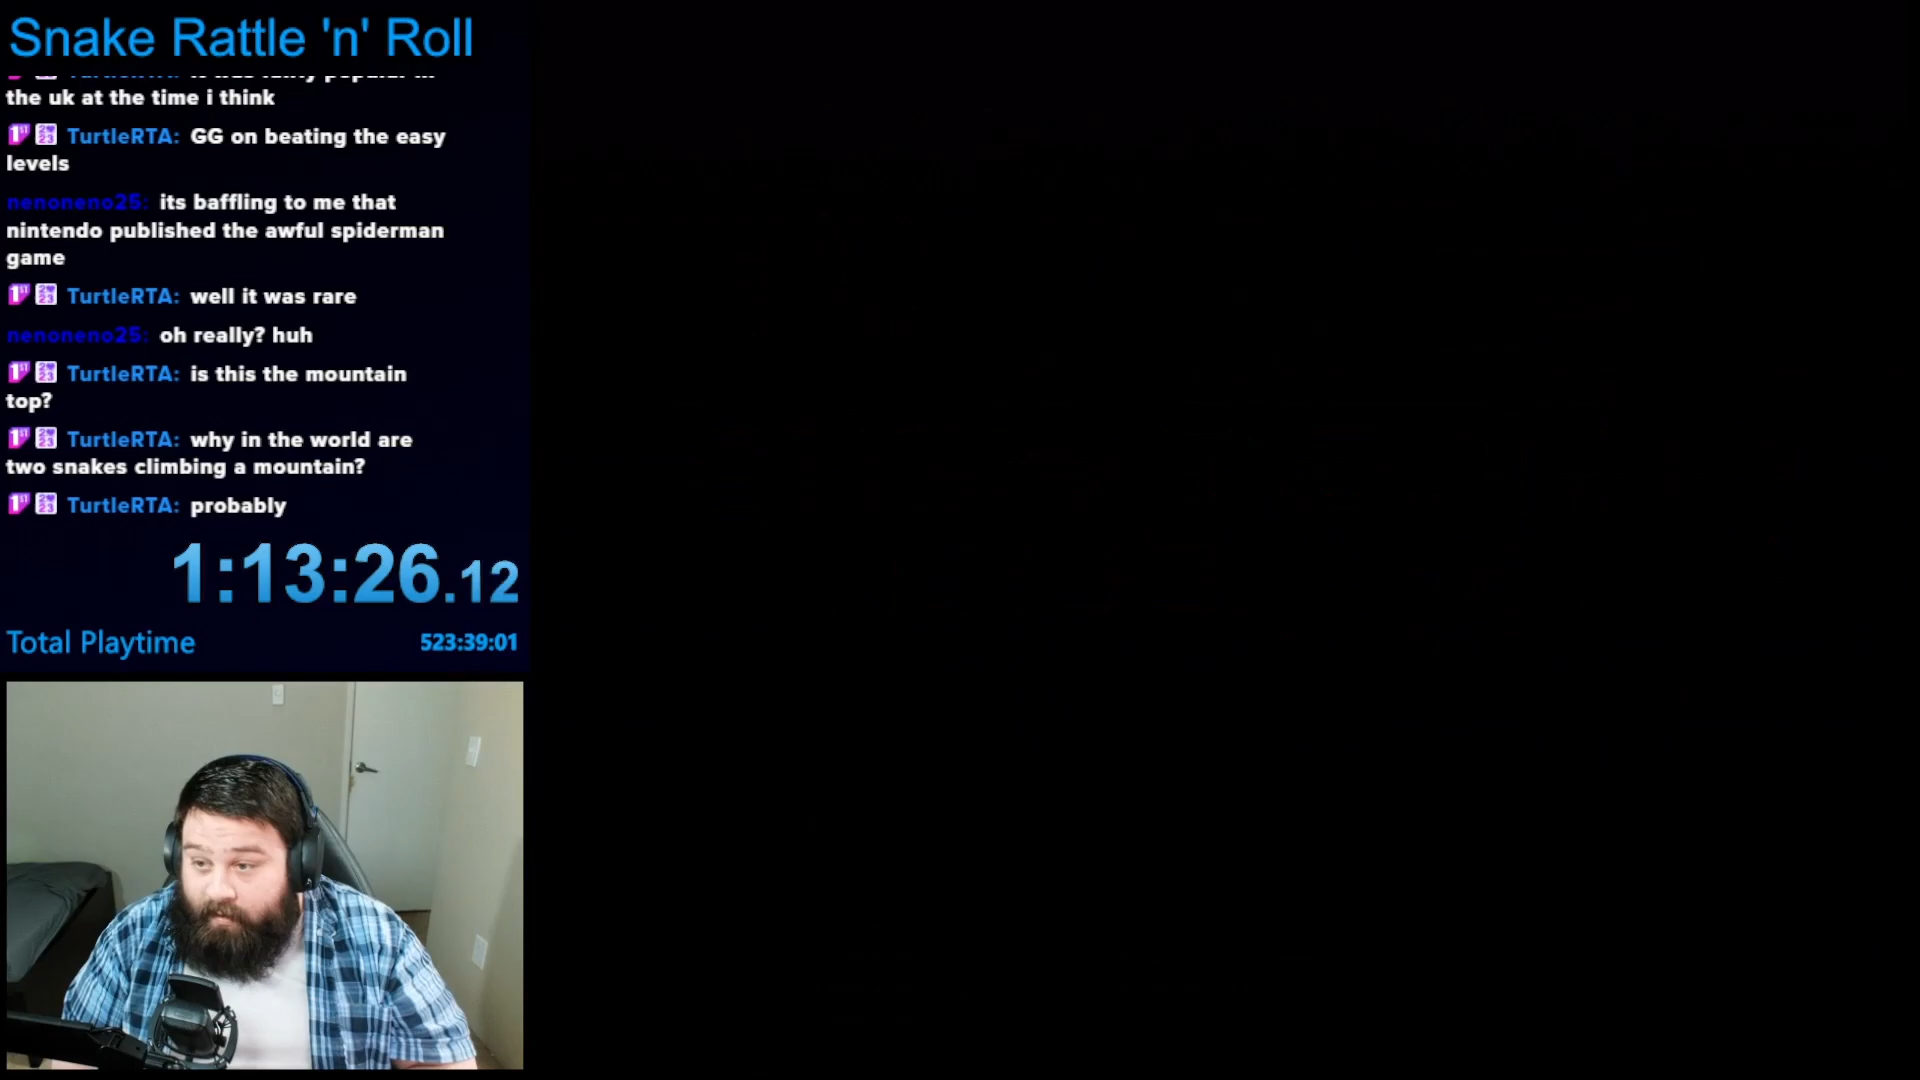 Snake Rattle 'n' Roll
the uk at the time i think
TurtleRTA: GG on beating the easy
levels
nenoneno25: its baffling to me that
nintendo published the awful spiderman
game
TurtleRTA: well it was rare
nenoneno25: oh really? huh
TurtleRTA: is this the mountain
top?
TurtleRTA: why in the world are
two snakes climbing a mountain?
TurtleRTA: probably
1:13:26.12
Total Playtime 523:39:01